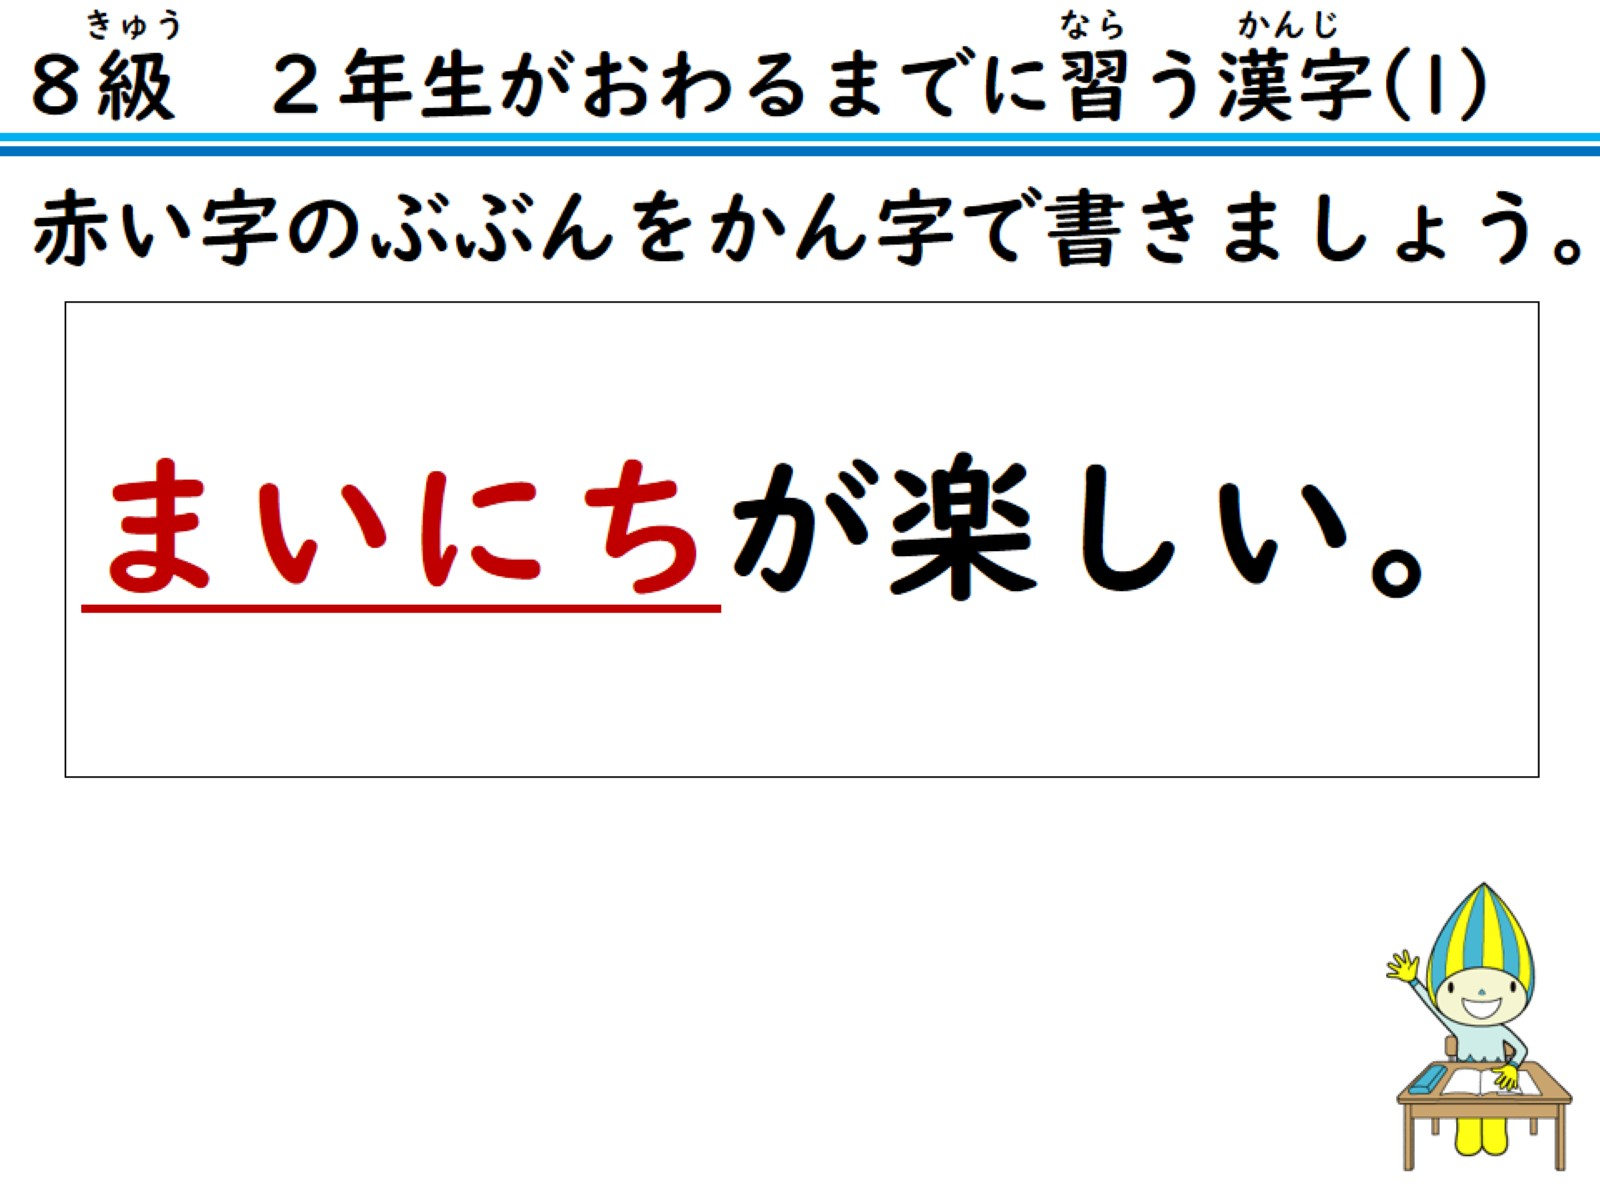 きゅう なら かんじ
８級　２年生がおわるまでに習う漢字(1)
赤い字のぶぶんをかん字で書きましょう。
まいにちが楽しい。